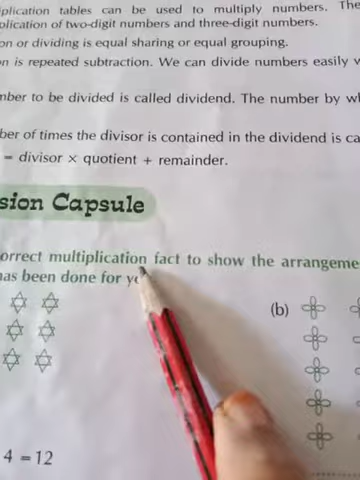 plication tables can be used to multiply numbers. The
plication of two-digit numbers and three-digit numbers.
on or dividing is equal sharing or equal grouping.
on is repeated subtraction. We can divide numbers easily
mber to be divided is called dividend. The number by
ber of times the divisor is contained in the dividend is ca
= divisor × quotient + remainder.
sion Capsule
orrect multiplication fact to show the arrangeme
has been done for yo
(b)
4 = 12